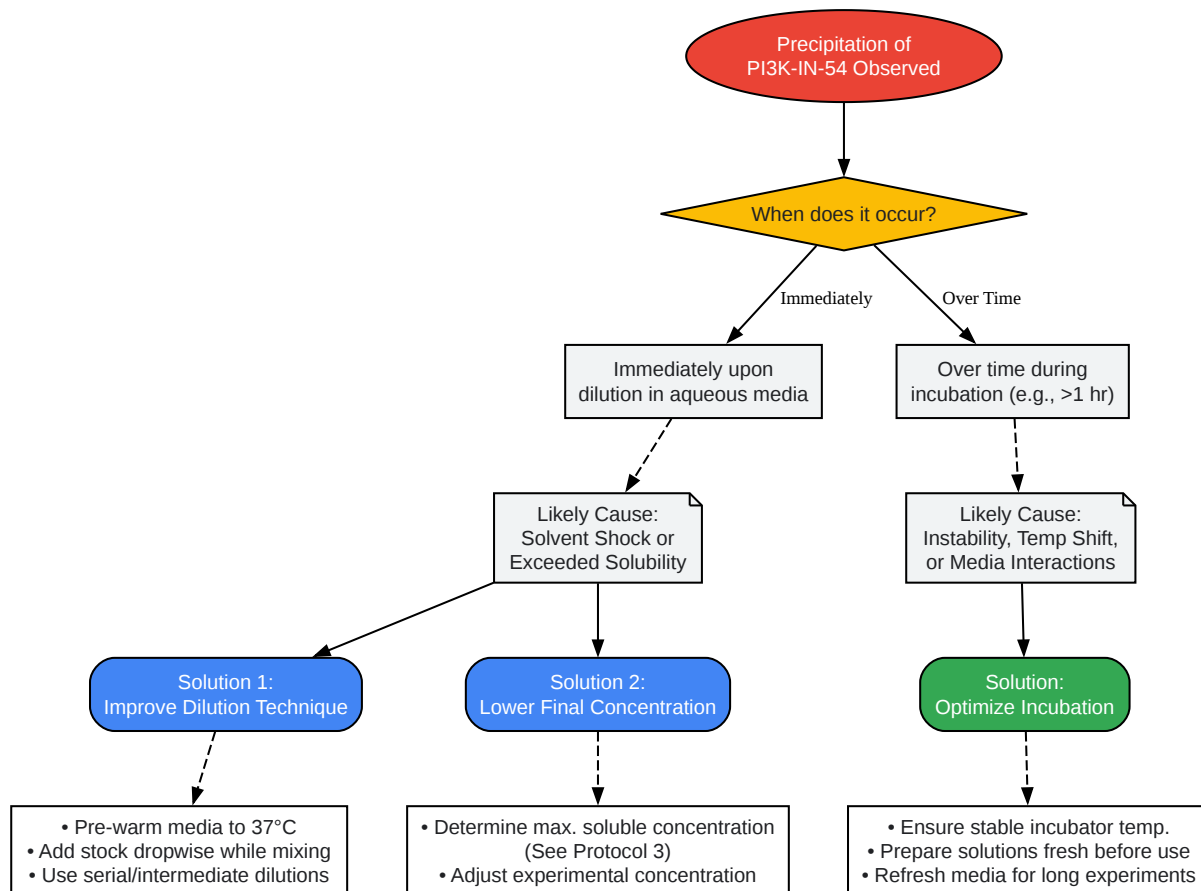 Precipitation of
PI3K-IN-54 Observed
When does it occur?
Immediately
Over Time
Immediately upon
dilution in aqueous media
Over time during
incubation (e.g., >1 hr)
Likely Cause:
Solvent Shock or
Exceeded Solubility
Likely Cause:
Instability, Temp Shift,
or Media Interactions
Solution 1:
Improve Dilution Technique
Solution 2:
Lower Final Concentration
Solution:
Optimize Incubation
• Pre-warm media to 37°C
• Add stock dropwise while mixing
• Use serial/intermediate dilutions
• Determine max. soluble concentration
(See Protocol 3)
• Adjust experimental concentration
• Ensure stable incubator temp.
• Prepare solutions fresh before use
• Refresh media for long experiments